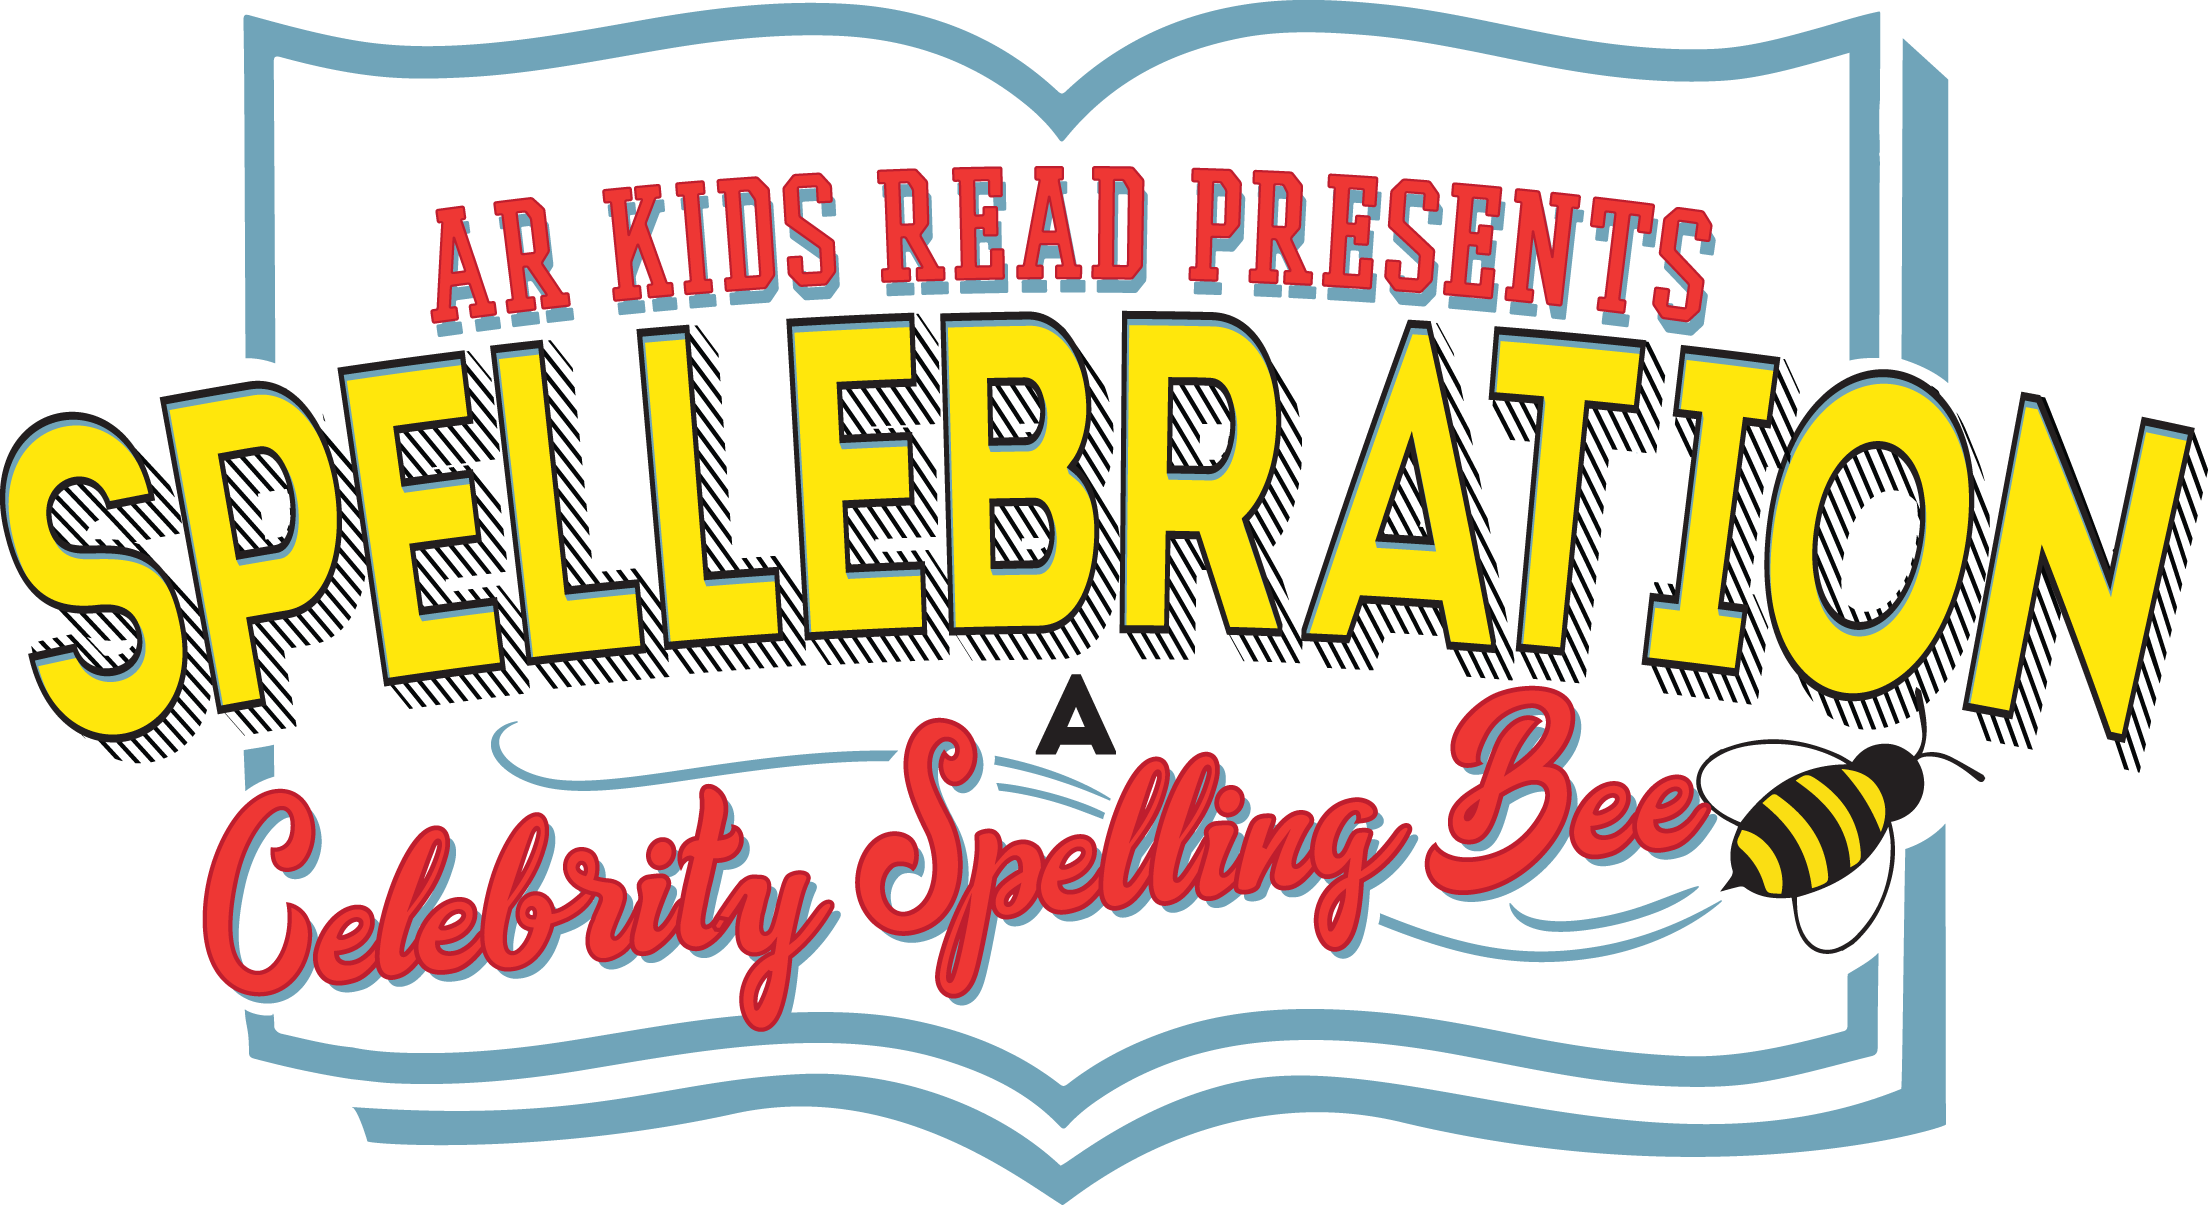 AR KIDS READ PRESENTS
SPELLEBRATION
A
Celebrity Spelling Bee